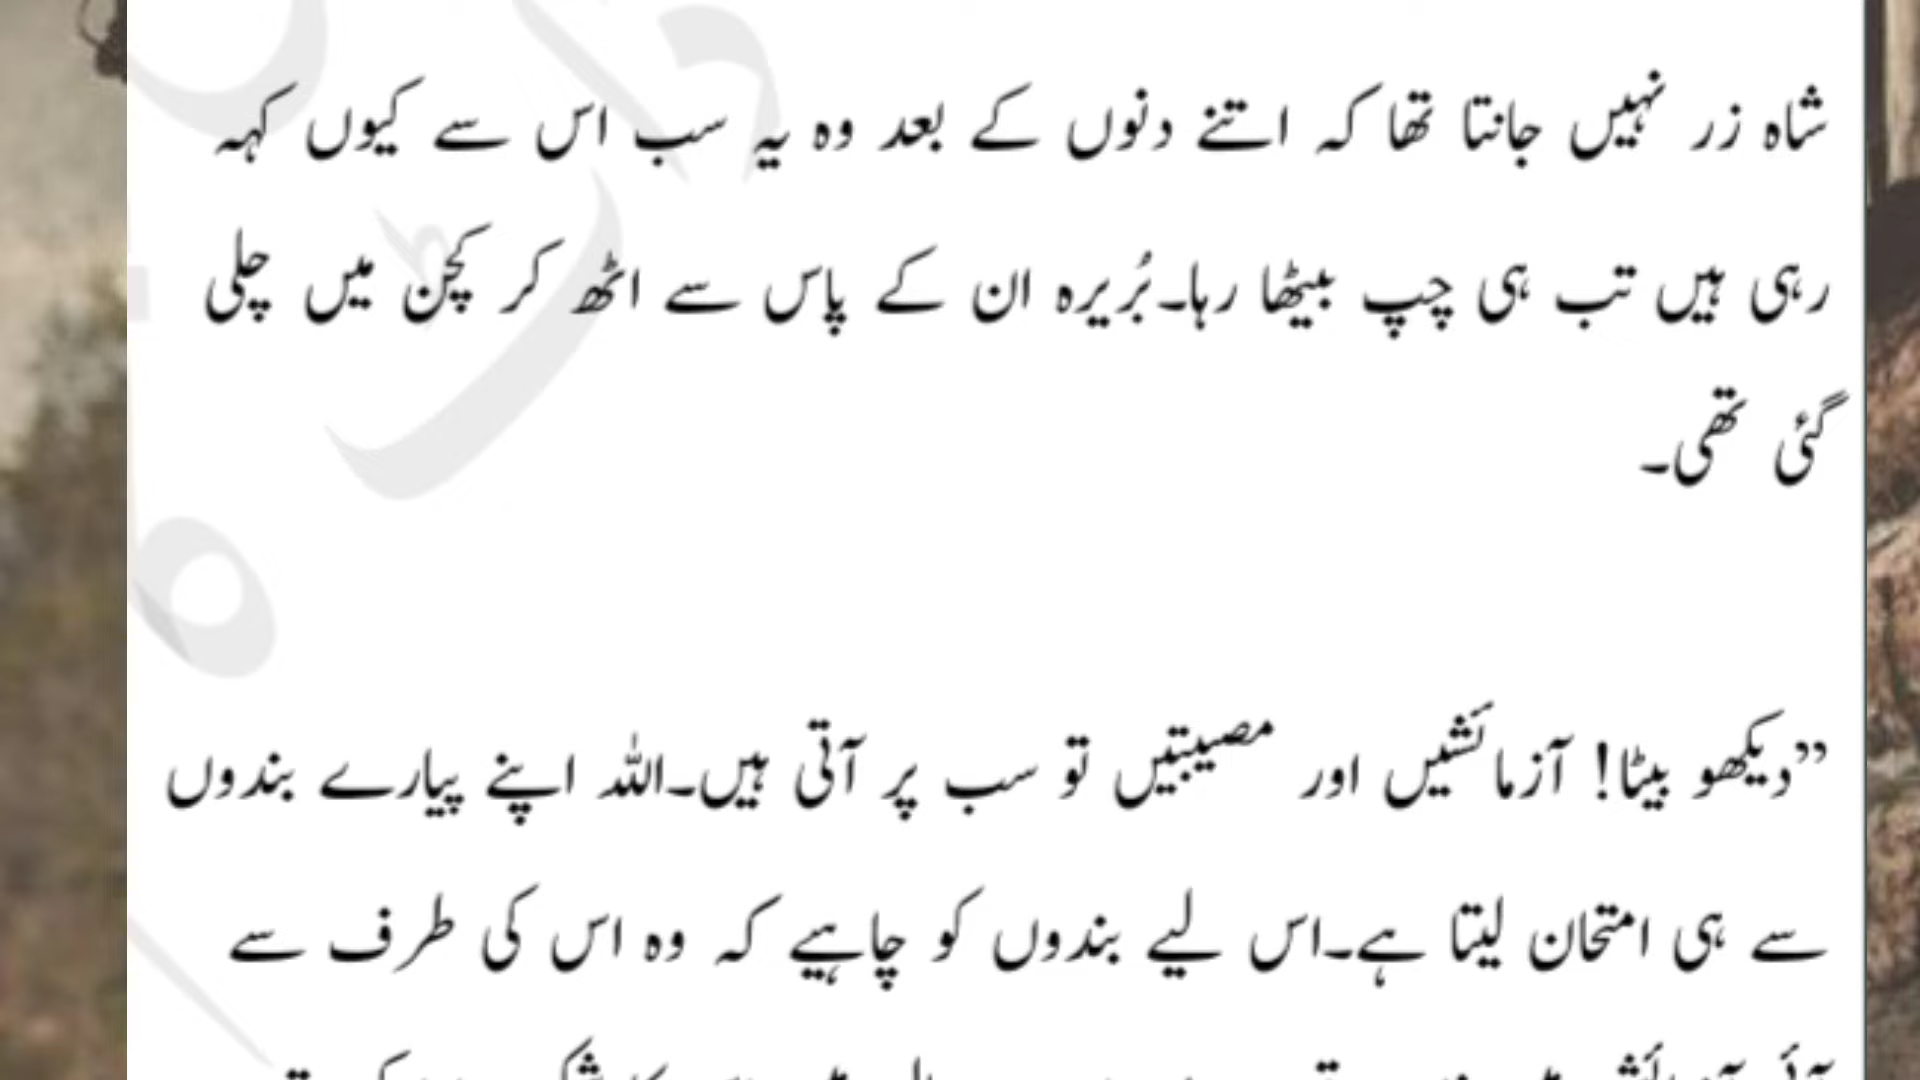 شاہ زر نہیں جانتا تھا کہ اتنے دنوں کے بعد وہ یہ سب اس سے کیوں کہہ
رہی ہیں تب ہی چپ بیٹھا رہا۔بُریرہ ان کے پاس سے اٹھ کر کچن میں چلی
گئی تھی۔
”دیکھو بیٹا! آزمائشیں اور مصیبتیں تو سب پر آتی ہیں۔اللہ اپنے پیارے بندوں
سے ہی امتحان لیتا ہے۔اس لیے بندوں کو چاہیے کہ وہ اس کی طرف سے